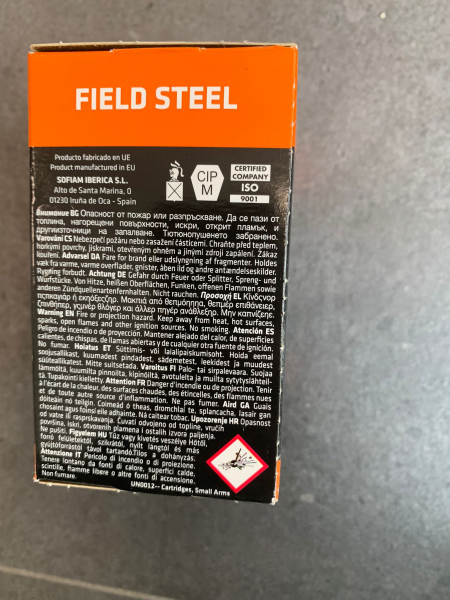 FIELD STEEL
Producto fabricado en UE
Product manufactured in EU
SOFIAM IBERICA S.L.
Alto de Santa Marina, 0
01230 Iruña de Oca - Spain
CIP
M
CERTIFIED
COMPANY
ISO
9001
Внимание BG Опасност от пожар или разпръскване. Да се пази от
топлина, нагорещени повърхности, искри, открит пламък, и
други източници на запалване. Тютюнопушенето забранено.
Varování CS Nebezpečí požáru nebo zasažení částicemi. Chraňte před teplem,
horkými povrchy, jiskrami, otevřeným ohněm a jinými zdroji zapálení. Zákaz
kouření. Advarsel DA Fare for brand eller udslyngning af fragmenter. Holdes
væk fra varme, varme overflader, gnister, åben ild og andre antændelseskilder.
Rygning forbudt. Achtung DE Gefahr durch Feuer oder Splitter, Spreng- und
Wurfstücke. Von Hitze, heißen Oberflächen, Funken, offenen Flammen sowie
anderen Zündquellenartenfernhalten. Nicht rauchen.
Warning EN Fire or projection hazard. Keep away from heat, hot surfaces,
sparks, open flames and other ignition sources. No smoking. Atención ES
Peligro de incendio o de proyección. Mantener alejado del calor, de superficies
calientes, de chispas, de llamas abiertas y de cualquier otra fuente de ignición.
No fumar. Hoiatus ET Süttimis- või laialipaiskumisoht. Hoida eemal
soojusallikast, kuumadest pindadest, sädemetest, leekidest ja muudest
süüteallikatest. Mitte suitsetada. Varoitus FI Palo- tai sirpalevaara. Suojaa
lämmöltä, kuumilta pinnoilta, kipinöiltä, avotulelta ja muilta sytytyslähteil-
tä. Tupakointi kielletty. Attention FR Danger d'incendie ou de projection. Tenir
à l'écart de la chaleur, des surfaces chaudes, des étincelles, des flammes nues
et de toute autre source d'inflammation. Ne pas fumer. Aird GA Guais
dóiteáin nó teilgin. Coimeád ó theas, dromchlaí te, splancacha, lasair gan
chosaint agus foinsí eile adhainte. Ná caitear tobac. Upozorenje HR Opasnost
od vatre ili rasprskavanja. Čuvati odvojeno od topline, vrućih
površina, iskri, otvorenih plamena i ostalih izvora paljenja.
Ne pušiti. Figyelem HU Tűz vagy kivetés veszélye Hőtől,
forró felületektől, szikrától, nyílt lángtól és más
gyújtóforrástól távol tartandó.Tilos a dohányzás.
Attenzione IT Pericolo di incendio o di proiezione.
Tenere lontano da fonti di calore, superfici calde,
scintille, fiamme libere o altre fonti di accensione.
Non fumare.
UN0012-- Cartridges, Small Arms